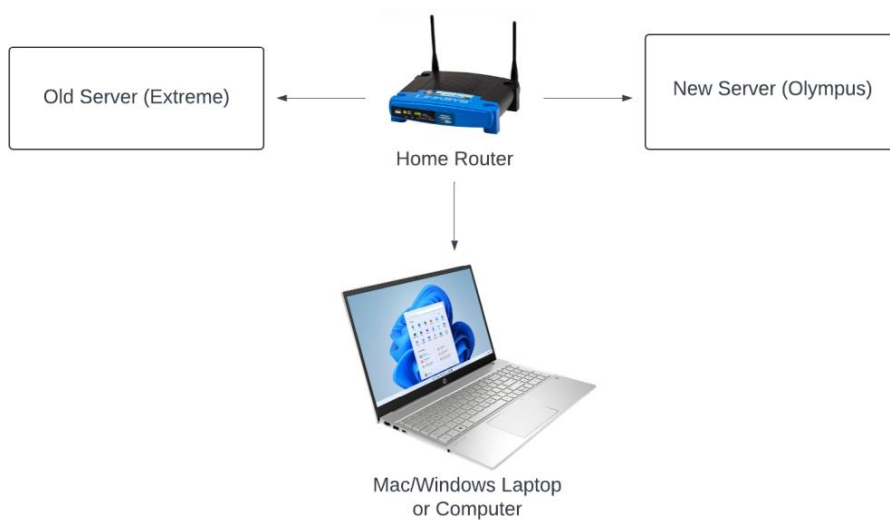 Old Server (Extreme)
New Server (Olympus)
Home Router
Mac/Windows Laptop
or Computer